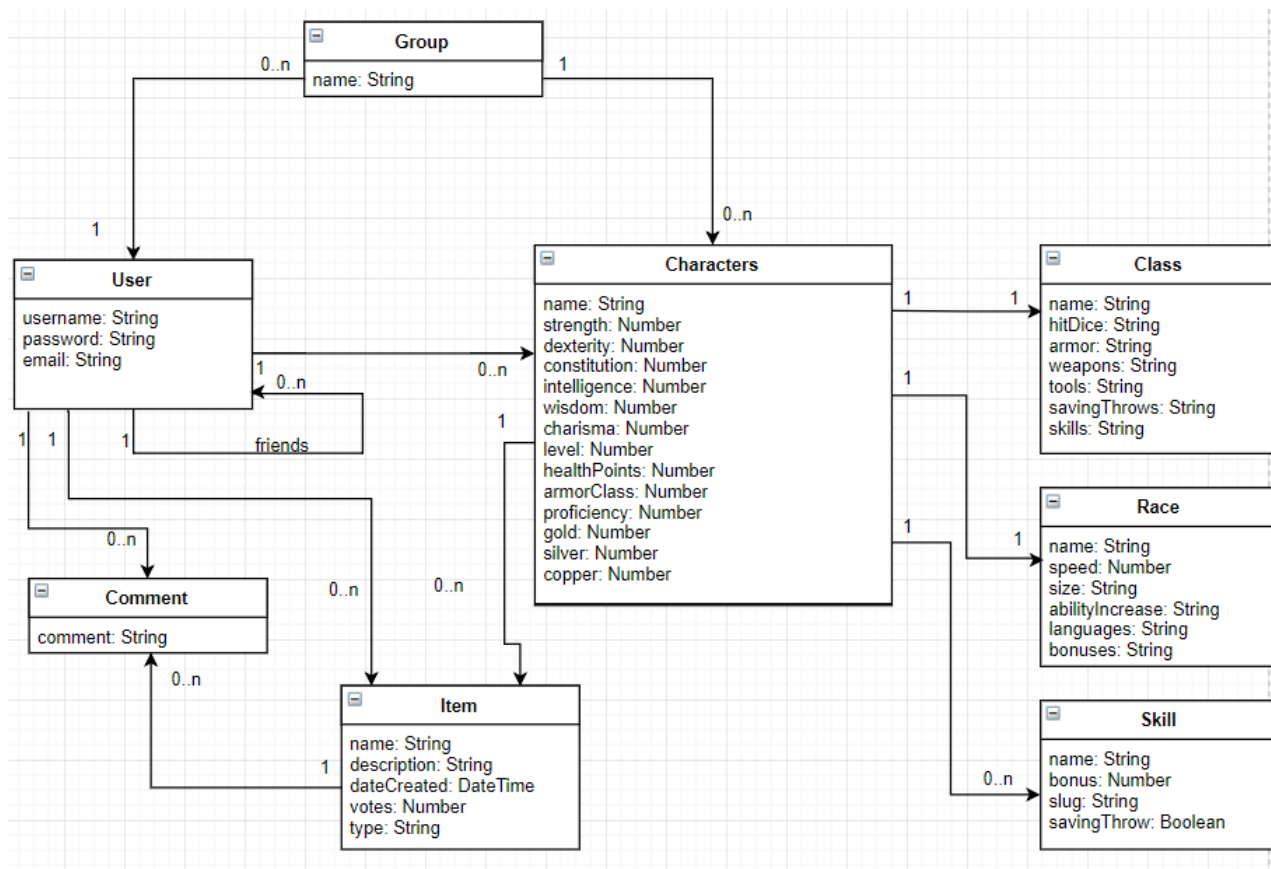 Group
name: String
0..n
1
1
0..n
User
username: String
password: String
email: String
1
0..n
0..n
1
friends
1
1
0..n
0..n
Characters
name: String
strength: Number
dexterity: Number
constitution: Number
intelligence: Number
wisdom: Number
charisma: Number
level: Number
healthPoints: Number
armorClass: Number
proficiency: Number
gold: Number
silver: Number
copper: Number
1
0..n
1
1
1
1
1
0..n
Class
name: String
hitDice: String
armor: String
weapons: String
tools: String
savingThrows: String
skills: String
Race
name: String
speed: Number
size: String
abilityIncrease: String
languages: String
bonuses: String
Skill
name: String
bonus: Number
slug: String
savingThrow: Boolean
Comment
comment: String
0..n
1
Item
name: String
description: String
dateCreated: DateTime
votes: Number
type: String